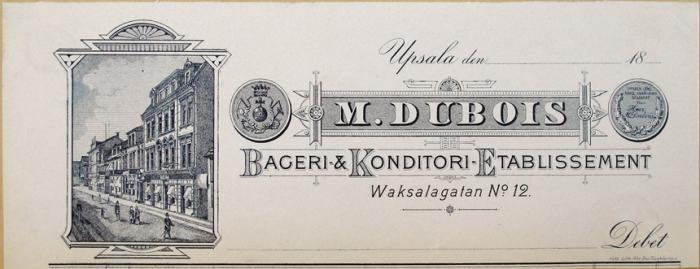 Upsala den 18
M. DUBOIS
BAGERI-& KONDITORI-ETABLISSEMENT
Waksalagatan No 12.
Debet